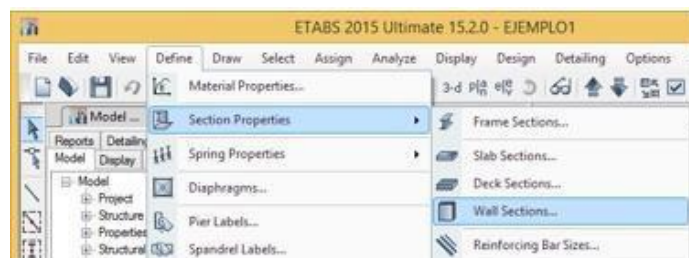 ETABS 2015 Ultimate 15.2.0 - EJEMPLO1
File Edit View Define Draw Select Assign Analyze Display Design Detailing Options
Model ...
Reports Detailing
Model Display
Model
Project
Structure
Properties
Structural
Material Properties...
Section Properties
Spring Properties
Diaphragms...
Pier Labels...
Spandrel Labels...
3-d
Frame Sections...
Slab Sections...
Deck Sections...
Wall Sections...
Reinforcing Bar Sizes...